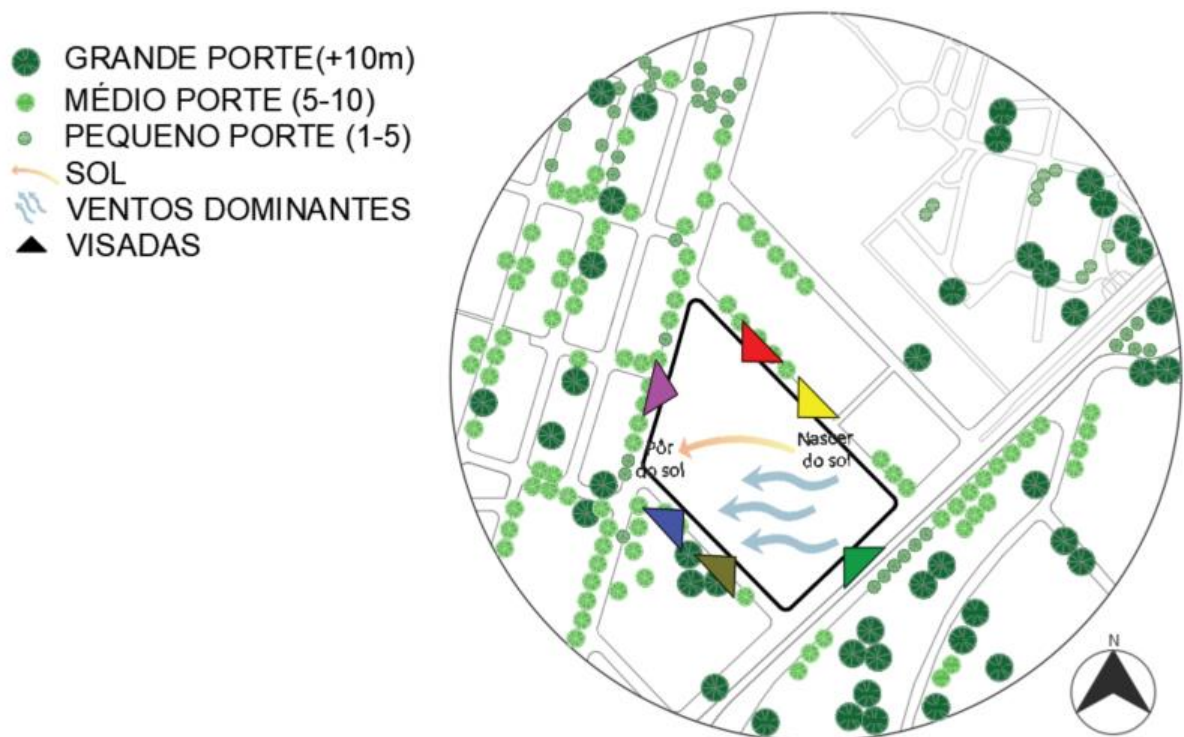 GRANDE PORTE(+10m)
MÉDIO PORTE (5-10)
PEQUENO PORTE (1-5)
SOL
VENTOS DOMINANTES
VISADAS
Pôr
do sol
Nascer
do sol
N